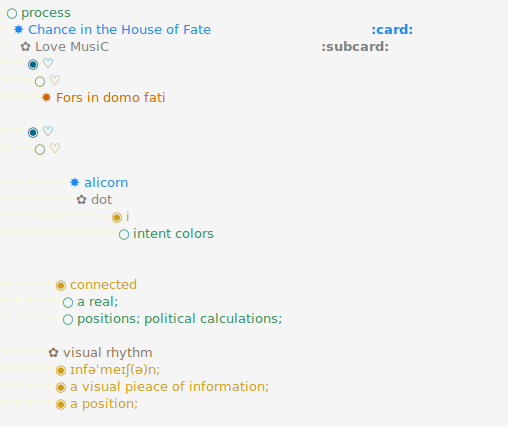 ○ process
✸ Chance in the House of Fate :card:
✿ Love MusiC :subcard:
◉ ♡
○ ♡
✸ Fors in domo fati
◉ ♡
○ ♡
✸ alicorn
✿ dot
◉ i
○ intent colors
◉ connected
○ a real;
○ positions; political calculations;
✿ visual rhythm
◉ ɪnfəˈmeɪʃ(ə)n;
◉ a visual pieace of information;
◉ a position;